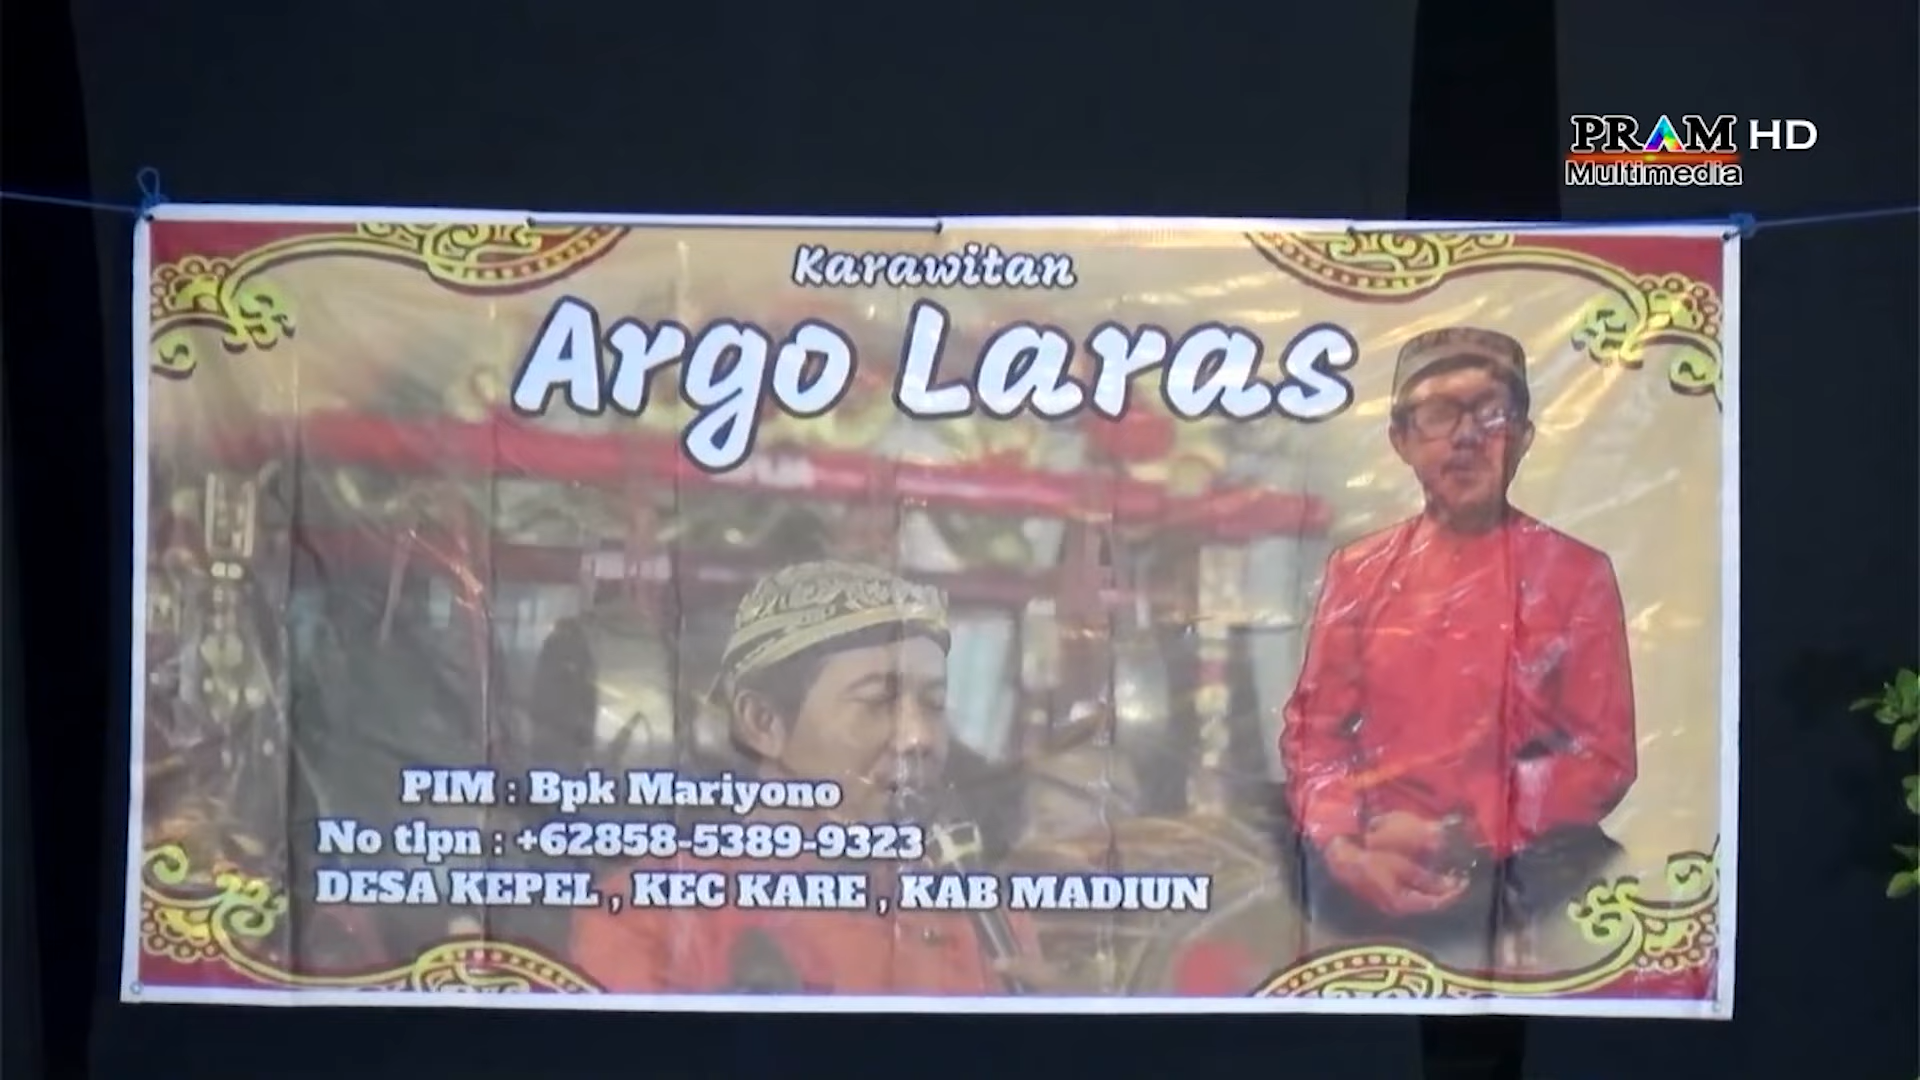 PRAM HD
Multimedia
Karawitan
Argo Laras
PIM : Bpk Mariyono
No tlpn : +62858-5389-9323
DESA KEPEL , KEC KARE , KAB MADIUN